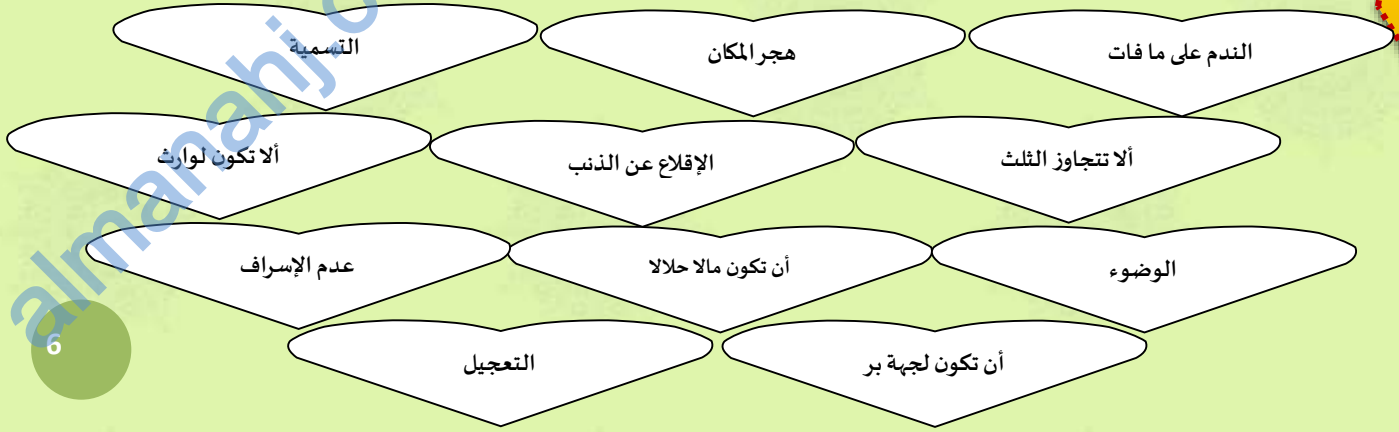 الندم على ما فات
هجر المكان
التسمية
ألا تتجاوز الثلث
الإقلاع عن الذنب
ألا تكون لوارث
الوضوء
أن تكون مالا حلالا
عدم الإسراف
أن تكون لجهة بر
التعجيل
6
almanahj.c